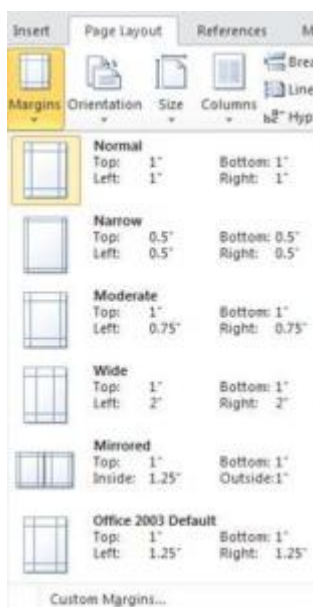 Insert Page Layout References M
Margins Orientation Size Columns
Brea
Line
Hyp
Normal
Top: 1" Bottom: 1"
Left: 1" Right: 1"
Narrow
Top: 0.5" Bottom: 0.5"
Left: 0.5" Right: 0.5"
Moderate
Top: 1" Bottom: 1"
Left: 0.75" Right: 0.75"
Wide
Top: 1" Bottom: 1"
Left: 2" Right: 2"
Mirrored
Top: 1" Bottom: 1"
Inside: 1.25" Outside: 1"
Office 2003 Default
Top: 1" Bottom: 1"
Left: 1.25" Right: 1.25"
Custom Margins...